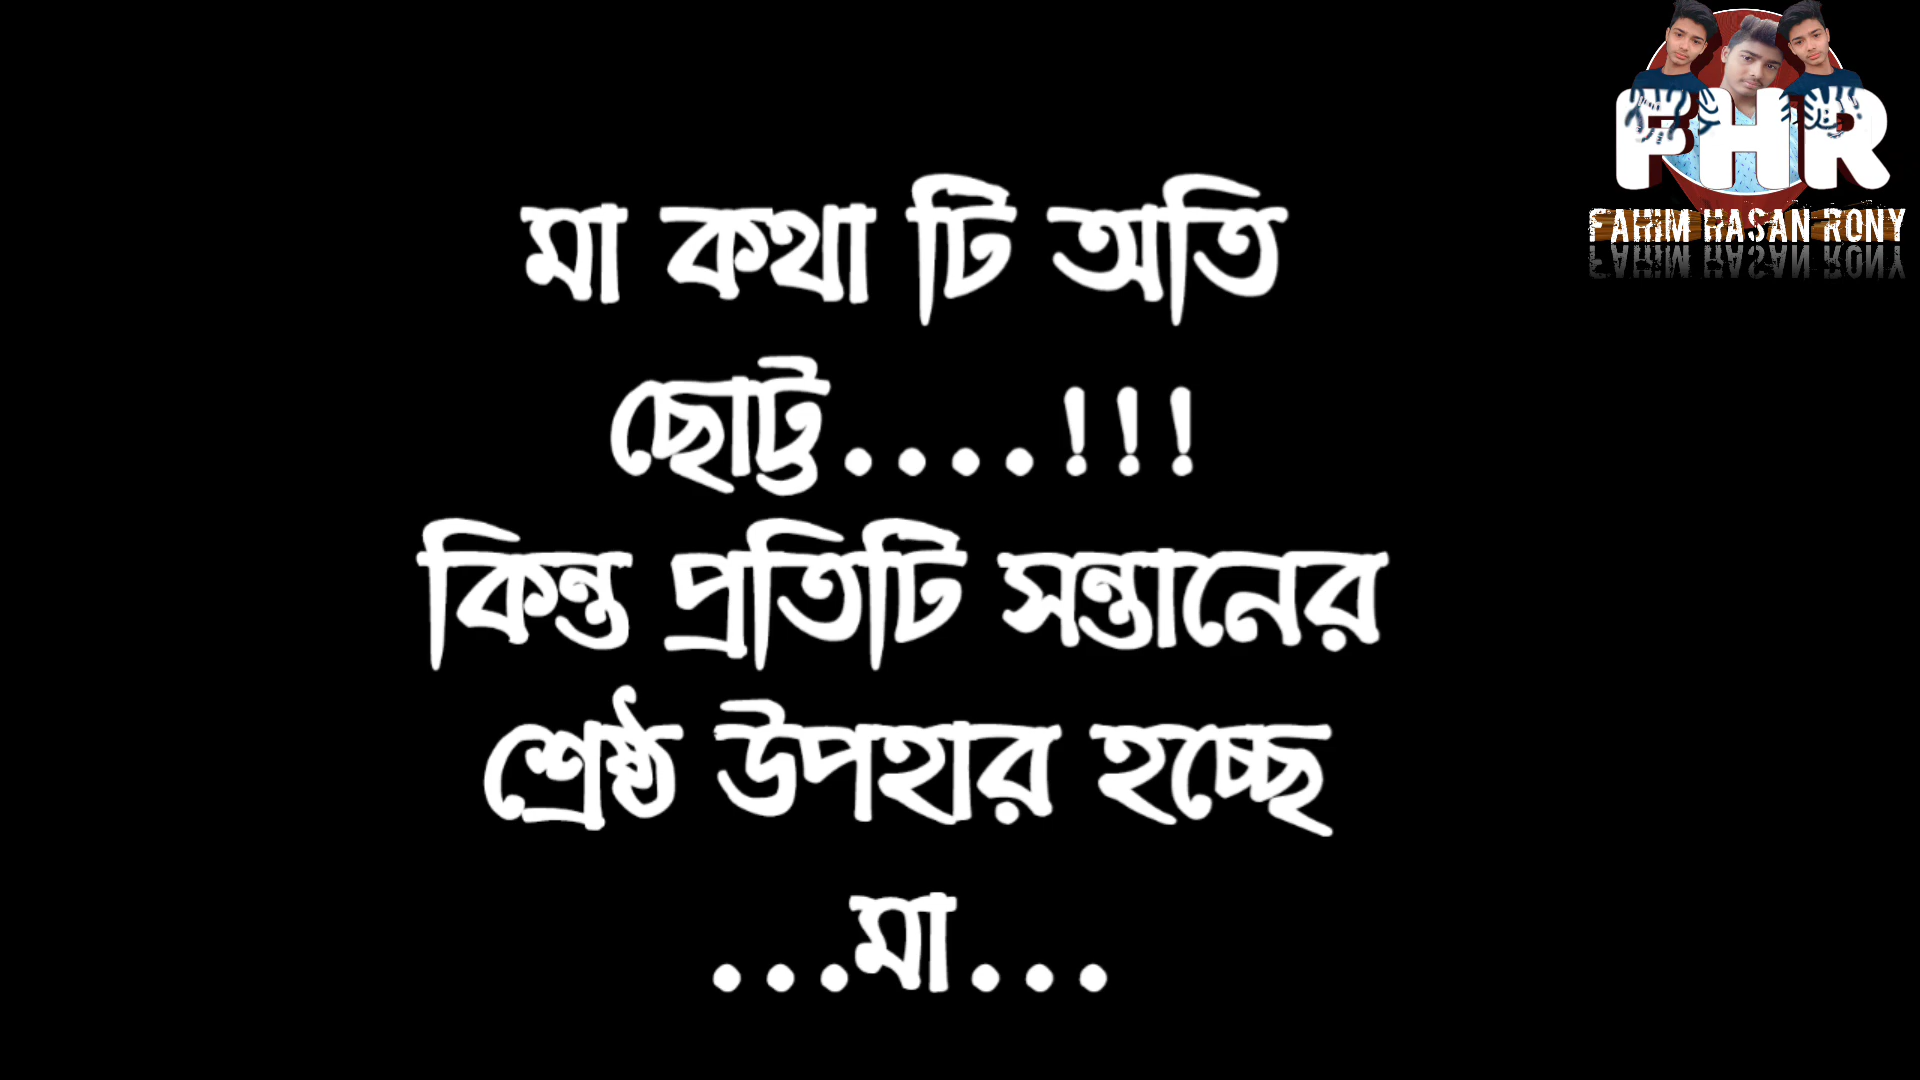 FHR
FAHIM HASAN RONY
মা কথা টি অতি
ছোট্ট....!!!
কিন্তু প্রতিটি সন্তানের
শ্রেষ্ঠ উপহার হচ্ছে
...মা...